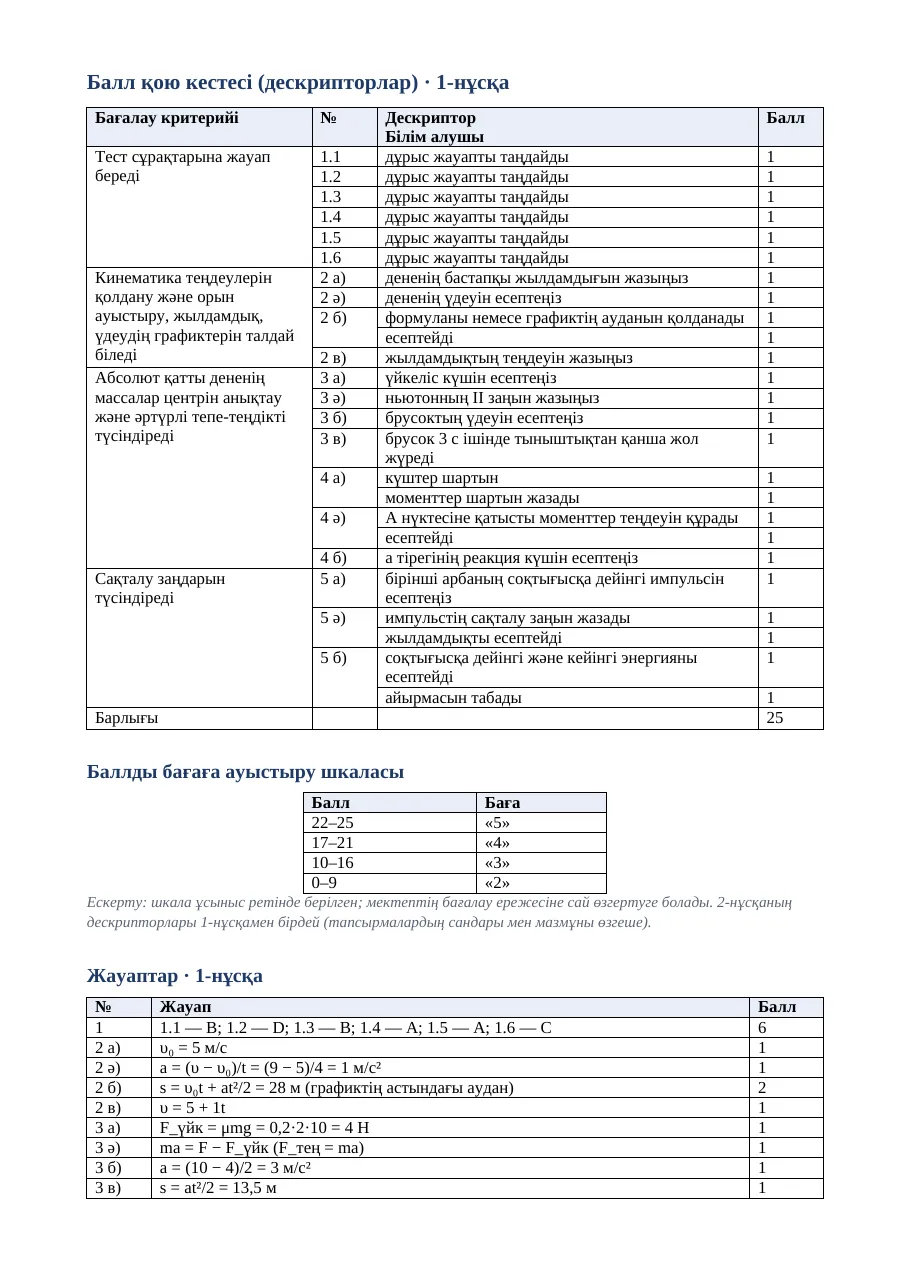 Балл қою кестесі (дескрипторлар) · 1-нұсқа
Бағалау критерийі № Дескриптор Балл
Білім алушы
Тест сұрақтарына жауап 1.1 дұрыс жауапты таңдайды 1
береді 1.2 дұрыс жауапты таңдайды 1
1.3 дұрыс жауапты таңдайды 1
1.4 дұрыс жауапты таңдайды 1
1.5 дұрыс жауапты таңдайды 1
1.6 дұрыс жауапты таңдайды 1
Кинематика теңдеулерін 2 а) дененің бастапқы жылдамдығын жазыңыз 1
қолдану және орын 2 ә) дененің үдеуін есептеңіз 1
ауыстыру, жылдамдық, 2 б) формуланы немесе графиктің ауданын қолданады 1
үдеудің графиктерін талдай есептейді 1
біледі 2 в) жылдамдықтың теңдеуін жазыңыз 1
Абсолют қатты дененің 3 а) үйкеліс күшін есептеңіз 1
массалар центрін анықтау 3 ә) ньютонның II заңын жазыңыз 1
және әртүрлі тепе-теңдікті 3 б) брусоктың үдеуін есептеңіз 1
түсіндіреді 3 в) брусок 3 с ішінде тыныштықтан қанша жол 1
жүреді
4 а) күштер шартын 1
моменттер шартын жазады 1
4 ә) А нүктесіне қатысты моменттер теңдеуін құрады 1
есептейді 1
4 б) а тірегінің реакция күшін есептеңіз 1
Сақталу заңдарын 5 а) бірінші арбаның соқтығысқа дейінгі импульсін 1
түсіндіреді есептеңіз
5 ә) импульстің сақталу заңын жазады 1
жылдамдықты есептейді 1
5 б) соқтығысқа дейінгі және кейінгі энергияны 1
есептейді
айырмасын табады 1
Барлығы 25
Баллды бағаға ауыстыру шкаласы
Балл Баға
22–25 «5»
17–21 «4»
10–16 «3»
0–9 «2»
Ескерту: шкала ұсыныс ретінде берілген; мектептің бағалау ережесіне сай өзгертуге болады. 2-нұсқаның
дескрипторлары 1-нұсқамен бірдей (тапсырмалардың сандары мен мазмұны өзгеше).
Жауаптар · 1-нұсқа
№ Жауап Балл
1 1.1 — B; 1.2 — D; 1.3 — B; 1.4 — A; 1.5 — A; 1.6 — C 6
2 а) υ₀ = 5 м/с 1
2 ә) a = (υ − υ₀)/t = (9 − 5)/4 = 1 м/с² 1
2 б) s = υ₀t + at²/2 = 28 м (графиктің астындағы аудан) 2
2 в) υ = 5 + 1t 1
3 а) F_үйк = μmg = 0,2·2·10 = 4 Н 1
3 ә) ma = F − F_үйк (F_тең = ma) 1
3 б) a = (10 − 4)/2 = 3 м/с² 1
3 в) s = at²/2 = 13,5 м 1